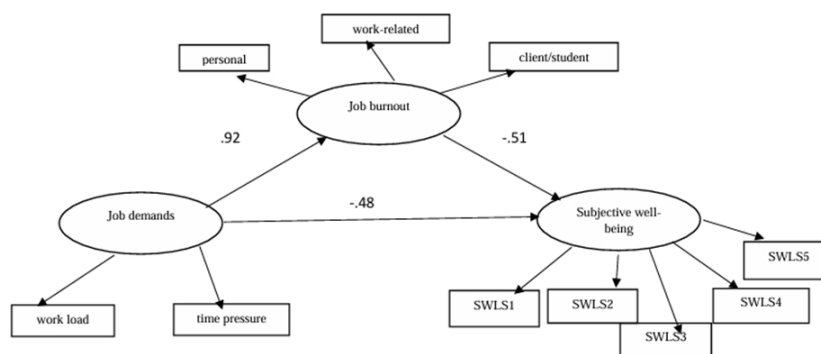 work-related
personal
client/student
Job burnout
.92
-.51
-.48
Job demands
Subjective well-
being
SWLS5
work load
time pressure
SWLS1
SWLS2
SWLS4
SWLS3